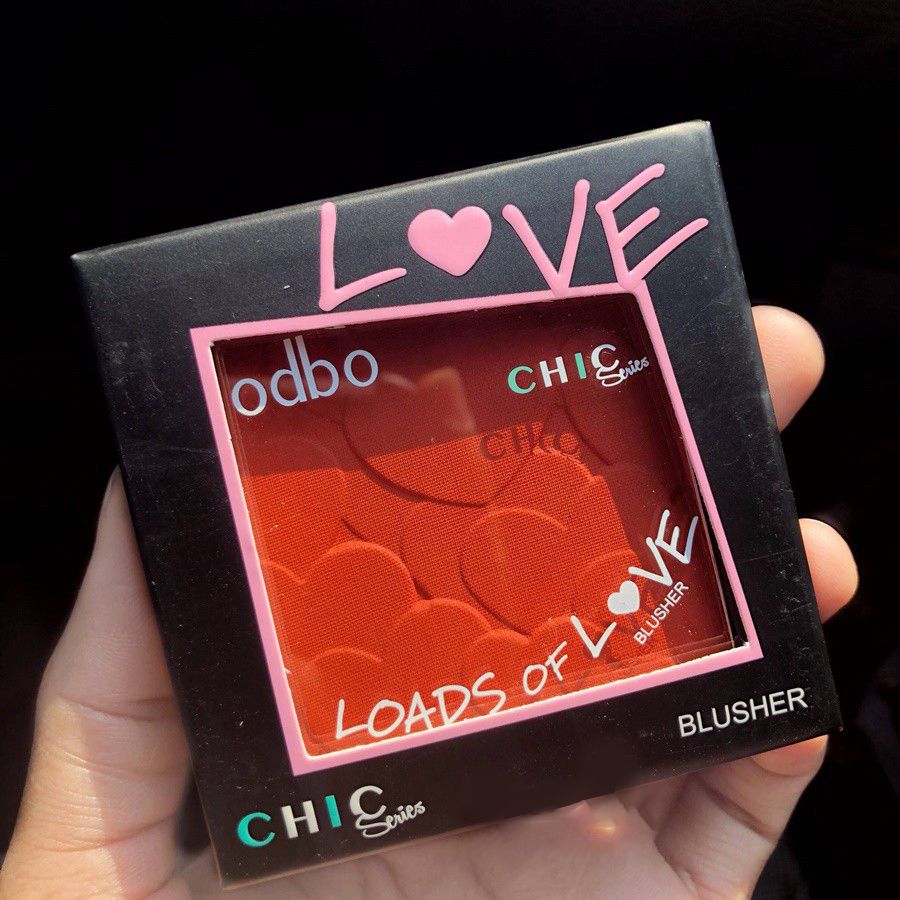 LOVE
odbo
CHIC Series
CHIC
LOADS OF LOVE
BLUSHER
BLUSHER
CHIC Series